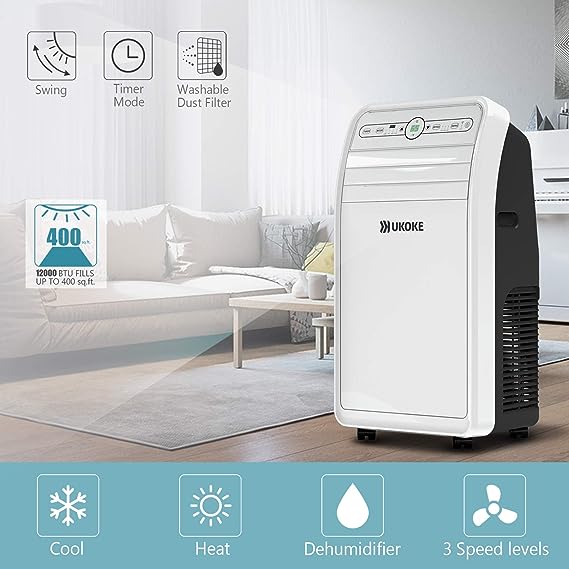 Swing
Timer
Mode
Washable
Dust Filter
UKOKE
400 sq.ft.
12000 BTU FILLS
UP TO 400 sq.ft.
Cool
Heat
Dehumidifier
3 Speed levels